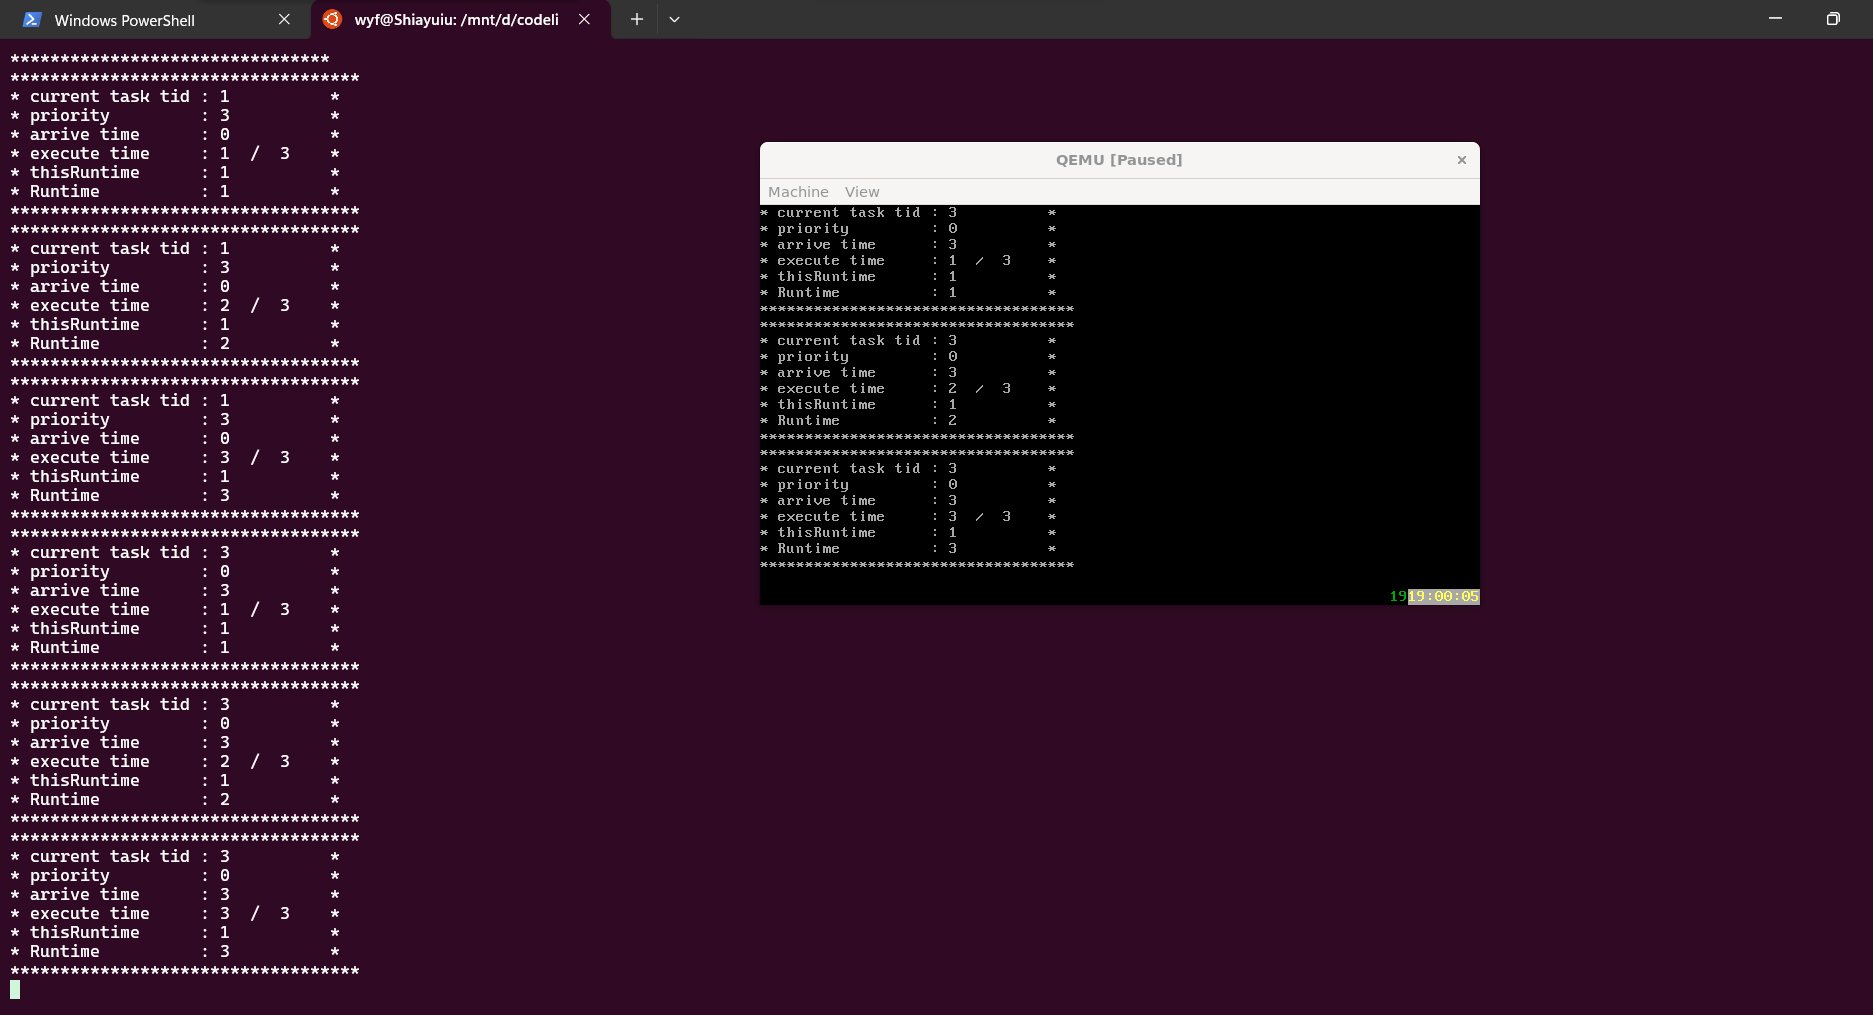 Windows PowerShell
wyf@Shiayuiu: /mnt/d/codeli
********************************
***********************************
* current task tid : 1          *
* priority         : 3          *
* arrive time      : 0          *
* execute time     : 1  /  3    *
* thisRuntime      : 1          *
* Runtime          : 1          *
***********************************
***********************************
* current task tid : 1          *
* priority         : 3          *
* arrive time      : 0          *
* execute time     : 2  /  3    *
* thisRuntime      : 1          *
* Runtime          : 2          *
***********************************
***********************************
* current task tid : 1          *
* priority         : 3          *
* arrive time      : 0          *
* execute time     : 3  /  3    *
* thisRuntime      : 1          *
* Runtime          : 3          *
***********************************
***********************************
* current task tid : 3          *
* priority         : 0          *
* arrive time      : 3          *
* execute time     : 1  /  3    *
* thisRuntime      : 1          *
* Runtime          : 1          *
***********************************
***********************************
* current task tid : 3          *
* priority         : 0          *
* arrive time      : 3          *
* execute time     : 2  /  3    *
* thisRuntime      : 1          *
* Runtime          : 2          *
***********************************
***********************************
* current task tid : 3          *
* priority         : 0          *
* arrive time      : 3          *
* execute time     : 3  /  3    *
* thisRuntime      : 1          *
* Runtime          : 3          *
***********************************
QEMU [Paused]
Machine View
* current task tid : 3          *
* priority         : 0          *
* arrive time      : 3          *
* execute time     : 1  /  3    *
* thisRuntime      : 1          *
* Runtime          : 1          *
***********************************
***********************************
* current task tid : 3          *
* priority         : 0          *
* arrive time      : 3          *
* execute time     : 2  /  3    *
* thisRuntime      : 1          *
* Runtime          : 2          *
***********************************
***********************************
* current task tid : 3          *
* priority         : 0          *
* arrive time      : 3          *
* execute time     : 3  /  3    *
* thisRuntime      : 1          *
* Runtime          : 3          *
***********************************
1919:00:05